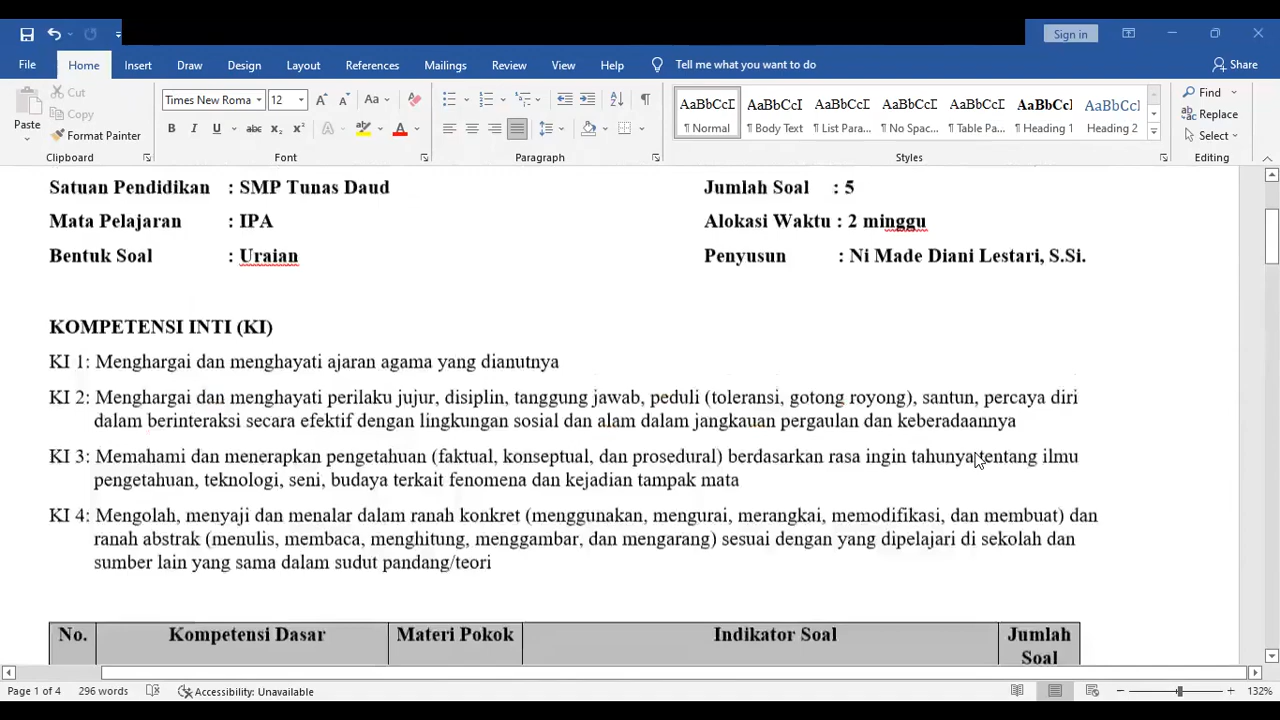 Sign in
File Home Insert Draw Design Layout References Mailings Review View Help Tell me what you want to do Share
Cut Times New Roma 12 Aa AaBbCcI AaBbCcI AaBbCcI AaBbCcI AaBbCcI AaBbCcI AaBbCcI Find
Copy Replace
Paste Format Painter B I U abc x₂ x² A A ¶ Normal ¶ Body Text ¶ List Para... ¶ No Spac... ¶ Table Pa... ¶ Heading 1 Heading 2 Select
Clipboard Font Paragraph Styles Editing
Satuan Pendidikan : SMP Tunas Daud Jumlah Soal : 5
Mata Pelajaran : IPA Alokasi Waktu : 2 minggu
Bentuk Soal : Uraian Penyusun : Ni Made Diani Lestari, S.Si.
KOMPETENSI INTI (KI)
KI 1: Menghargai dan menghayati ajaran agama yang dianutnya
KI 2: Menghargai dan menghayati perilaku jujur, disiplin, tanggung jawab, peduli (toleransi, gotong royong), santun, percaya diri
dalam berinteraksi secara efektif dengan lingkungan sosial dan alam dalam jangkauan pergaulan dan keberadaannya
KI 3: Memahami dan menerapkan pengetahuan (faktual, konseptual, dan prosedural) berdasarkan rasa ingin tahunya tentang ilmu
pengetahuan, teknologi, seni, budaya terkait fenomena dan kejadian tampak mata
KI 4: Mengolah, menyaji dan menalar dalam ranah konkret (menggunakan, mengurai, merangkai, memodifikasi, dan membuat) dan
ranah abstrak (menulis, membaca, menghitung, menggambar, dan mengarang) sesuai dengan yang dipelajari di sekolah dan
sumber lain yang sama dalam sudut pandang/teori
No. Kompetensi Dasar Materi Pokok Indikator Soal Jumlah
Soal
Page 1 of 4 296 words Accessibility: Unavailable 132%